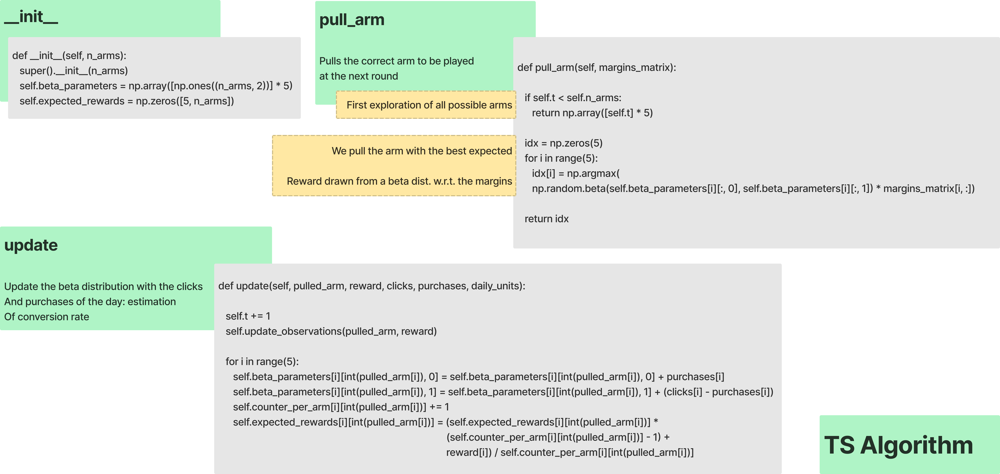 __init__
def __init__(self, n_arms):
super().__init__(n_arms)
self.beta_parameters = np.array([np.ones((n_arms, 2))] * 5)
self.expected_rewards = np.zeros([5, n_arms])
pull_arm
Pulls the correct arm to be played
at the next round
First exploration of all possible arms
We pull the arm with the best expected
Reward drawn from a beta dist. w.r.t. the margins
def pull_arm(self, margins_matrix):
if self.t < self.n_arms:
return np.array([self.t] * 5)
idx = np.zeros(5)
for i in range(5):
idx[i] = np.argmax(
np.random.beta(self.beta_parameters[i][:, 0], self.beta_parameters[i][:, 1]) * margins_matrix[i, :])
return idx
update
Update the beta distribution with the clicks
And purchases of the day: estimation
Of conversion rate
def update(self, pulled_arm, reward, clicks, purchases, daily_units):
self.t += 1
self.update_observations(pulled_arm, reward)
for i in range(5):
self.beta_parameters[i][int(pulled_arm[i]), 0] = self.beta_parameters[i][int(pulled_arm[i]), 0] + purchases[i]
self.beta_parameters[i][int(pulled_arm[i]), 1] = self.beta_parameters[i][int(pulled_arm[i]), 1] + (clicks[i] - purchases[i])
self.counter_per_arm[i][int(pulled_arm[i])] += 1
self.expected_rewards[i][int(pulled_arm[i])] = (self.expected_rewards[i][int(pulled_arm[i])] *
(self.counter_per_arm[i][int(pulled_arm[i])] - 1) +
reward[i]) / self.counter_per_arm[i][int(pulled_arm[i])]
TS Algorithm